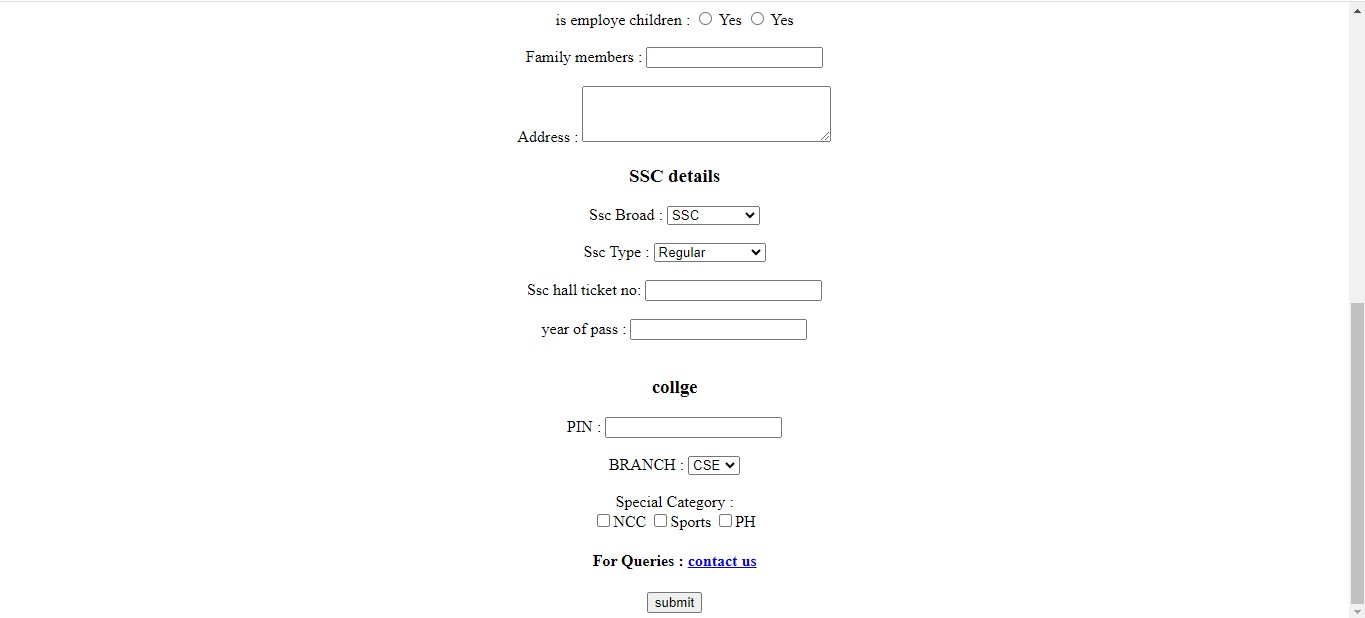 is employe children : Yes Yes
Family members :
Address :
SSC details
Ssc Broad : SSC
Ssc Type : Regular
Ssc hall ticket no:
year of pass :
collge
PIN :
BRANCH : CSE
Special Category :
NCC Sports PH
For Queries : contact us
submit